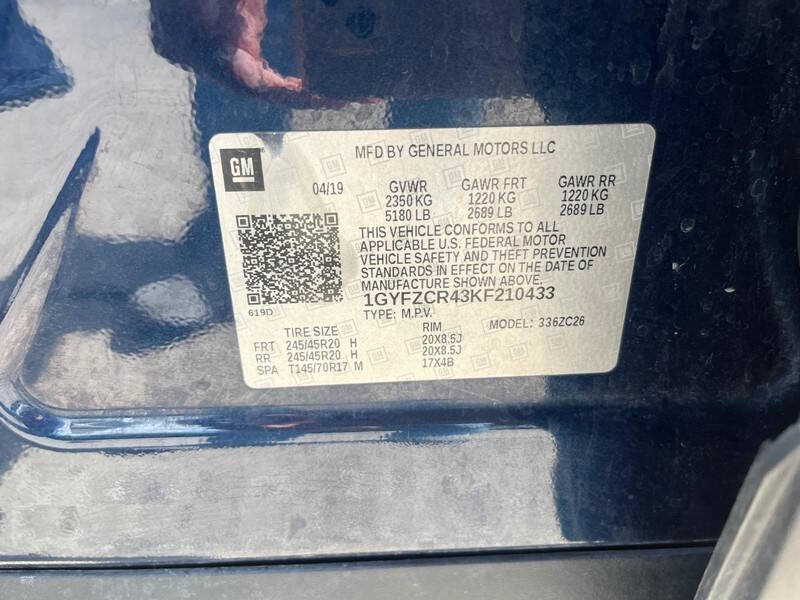 GM
MFD BY GENERAL MOTORS LLC
04/19 GVWR GAWR FRT GAWR RR
2350 KG 1220 KG 1220 KG
5180 LB 2689 LB 2689 LB
THIS VEHICLE CONFORMS TO ALL
APPLICABLE U.S. FEDERAL MOTOR
VEHICLE SAFETY AND THEFT PREVENTION
STANDARDS IN EFFECT ON THE DATE OF
MANUFACTURE SHOWN ABOVE.
1GYFZCR43KF210433
619D
TYPE: M.P.V. MODEL: 336ZC26
TIRE SIZE RIM
FRT 245/45R20 H 20X8.5J
RR 245/45R20 H 20X8.5J
SPA T145/70R17 M 17X4B